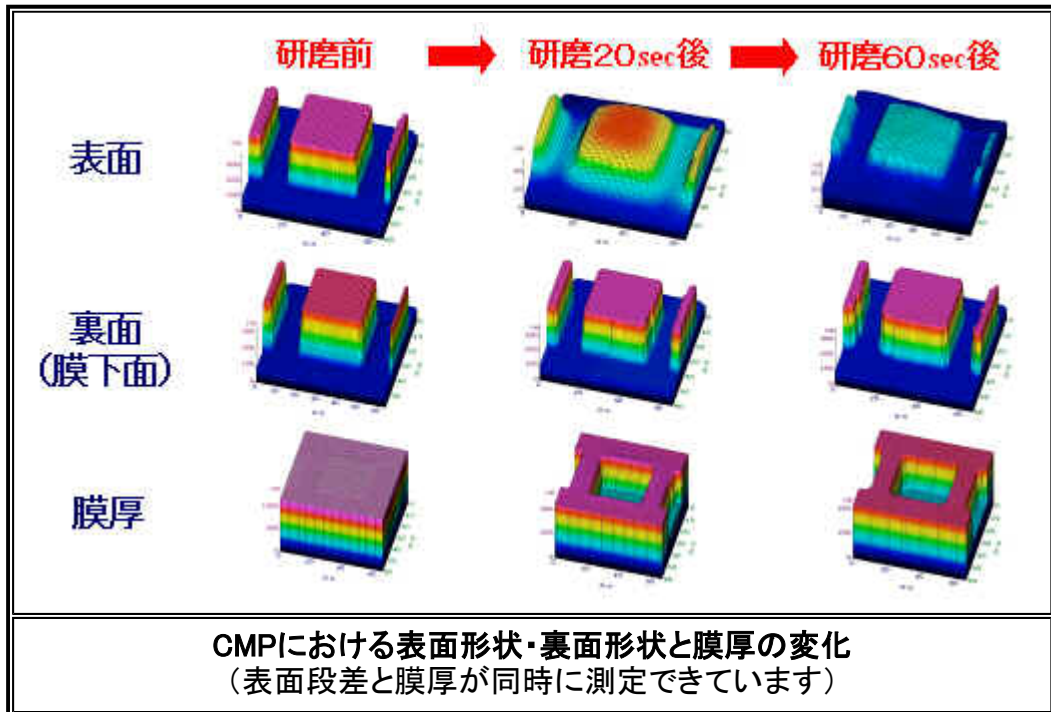 研磨前 研磨20sec後 研磨60sec後
表面
裏面
(膜下面)
膜厚
CMPにおける表面形状・裏面形状と膜厚の変化
（表面段差と膜厚が同時に測定できています）